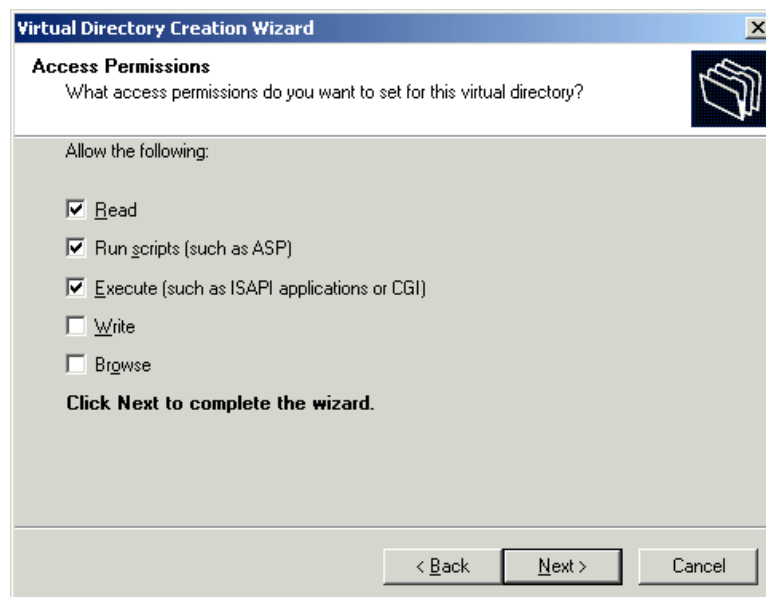 Virtual Directory Creation Wizard
Access Permissions
What access permissions do you want to set for this virtual directory?
Allow the following:
Read
Run scripts (such as ASP)
Execute (such as ISAPI applications or CGI)
Write
Browse
Click Next to complete the wizard.
< Back
Next >
Cancel